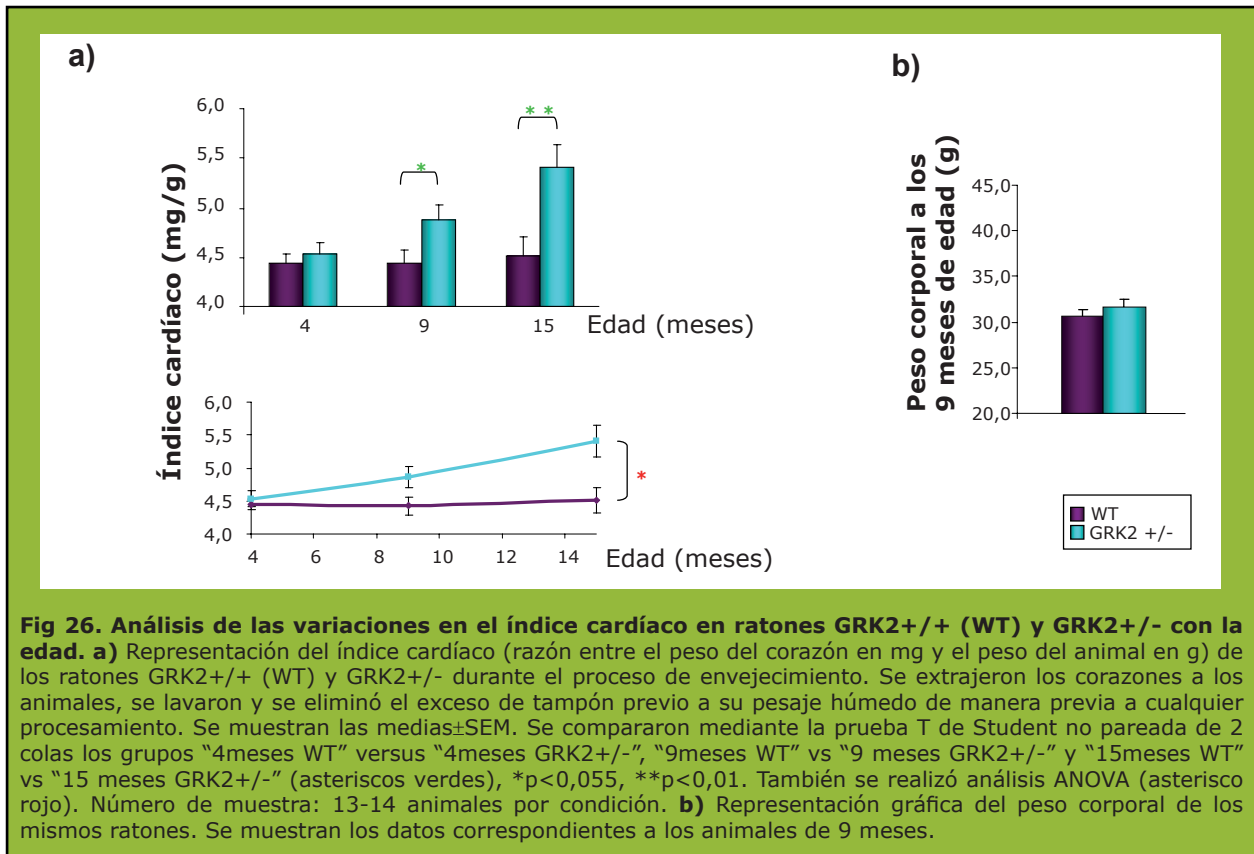 a)
b)
Índice cardíaco (mg/g)
6,0
5,5
5,0
4,5
4,0
*
* *
4
9
15
Edad (meses)
6,0
5,5
5,0
4,5
4,0
*
4
6
8
10
12
14
Edad (meses)
Peso corporal a los
9 meses de edad (g)
45,0
40,0
35,0
30,0
25,0
20,0
WT
GRK2 +/-
Fig 26. Análisis de las variaciones en el índice cardíaco en ratones GRK2+/+ (WT) y GRK2+/- con la
edad. a) Representación del índice cardíaco (razón entre el peso del corazón en mg y el peso del animal en g) de
los ratones GRK2+/+ (WT) y GRK2+/- durante el proceso de envejecimiento. Se extrajeron los corazones a los
animales, se lavaron y se eliminó el exceso de tampón previo a su pesaje húmedo de manera previa a cualquier
procesamiento. Se muestran las medias±SEM. Se compararon mediante la prueba T de Student no pareada de 2
colas los grupos “4meses WT” versus “4meses GRK2+/-”, “9meses WT” vs “9 meses GRK2+/-” y “15meses WT”
vs “15 meses GRK2+/-” (asteriscos verdes), *p<0,055, **p<0,01. También se realizó análisis ANOVA (asterisco
rojo). Número de muestra: 13-14 animales por condición. b) Representación gráfica del peso corporal de los
mismos ratones. Se muestran los datos correspondientes a los animales de 9 meses.